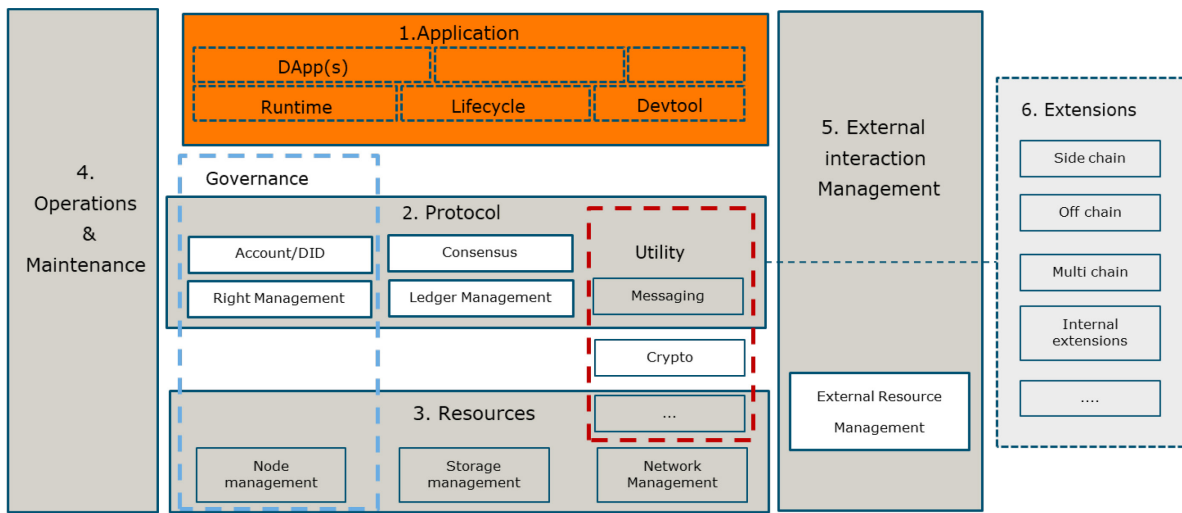 4.
Operations
&
Maintenance
1.Application
DApp(s)
Runtime
Lifecycle
Devtool
Governance
2. Protocol
Account/DID
Consensus
Utility
Right Management
Ledger Management
Messaging
Crypto
3. Resources
...
Node
management
Storage
management
Network
Management
5. External
interaction
Management
External Resource
Management
6. Extensions
Side chain
Off chain
Multi chain
Internal
extensions
....